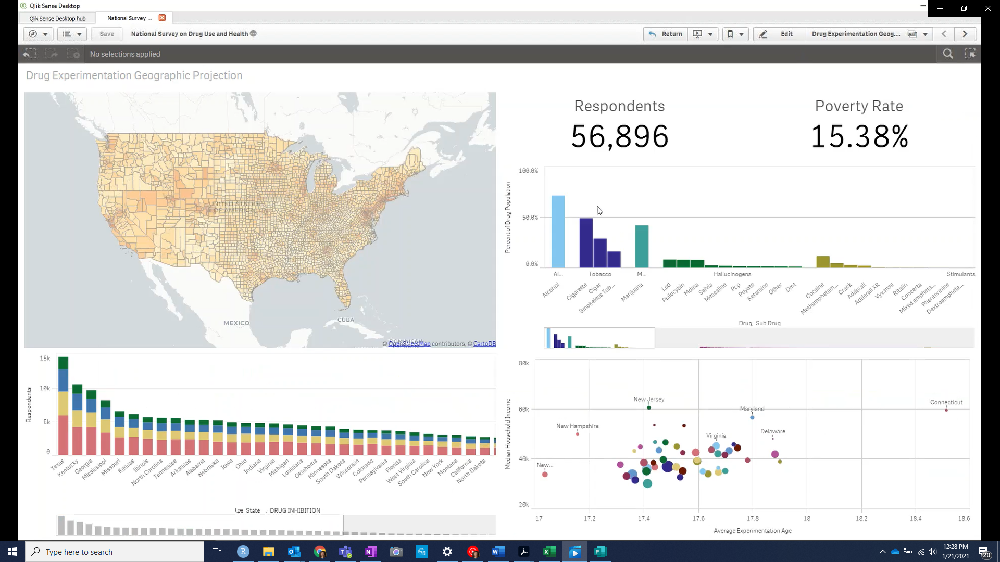 Qlik Sense Desktop
Qlik Sense Desktop hub
National Survey ...
Save
National Survey on Drug Use and Health
Return
Edit
Drug Experimentation Geog...
No selections applied
Drug Experimentation Geographic Projection
UNITED STATES
OF AMERICA
MEXICO
CUBA
DOMINICAN
© OpenStreetMap contributors, © CartoDB
Respondents
56,896
Poverty Rate
15.38%
Percent of Drug Population
100.0%
50.0%
0.0%
Al...
Tobacco
M...
Hallucinogens
Stimulants
Alcohol
Cigarette
Cigar
Smokeless Tob...
Marijuana
Lsd
Psilocybin
Mdma
Salvia
Mescaline
Pcp
Peyote
Ketamine
Other
Dmt
Cocaine
Methamphetam...
Crack
Adderall
Adderall XR
Vyvanse
Ritalin
Concerta
Mixed ampheta...
Phentermine
Dextroampheta...
Drug, Sub Drug
Respondents
15k
10k
5k
0
Texas
Kentucky
Georgia
Mississippi
Missouri
Kansas
Illinois
North Carolina
Tennessee
Arkansas
Alabama
Nebraska
Iowa
Ohio
Indiana
Virginia
Michigan
Louisiana
Oklahoma
Minnesota
South Dakota
Wisconsin
Colorado
Pennsylvania
Florida
West Virginia
South Carolina
New York
Montana
California
North Dakota
State , DRUG INHIBITION
Median Household Income
80k
60k
40k
20k
New Jersey
Connecticut
Maryland
New Hampshire
Virginia
Delaware
New...
17
17.2
17.4
17.6
17.8
18
18.2
18.4
18.6
Average Experimentation Age
Type here to search
12:28 PM
1/21/2021
20